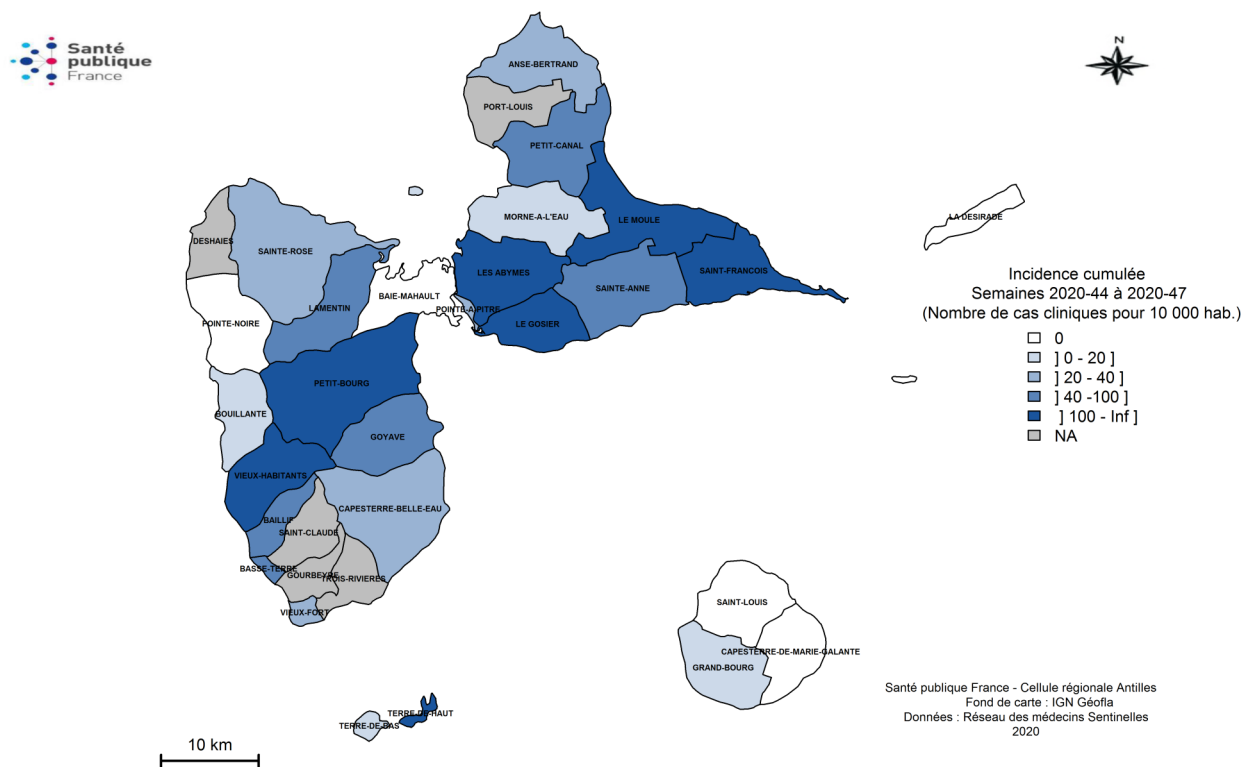 Santé
publique
France
N
ANSE-BERTRAND
PORT-LOUIS
PETIT-CANAL
MORNE-A-L'EAU
LE MOULE
LA DESIRADE
DESHAIES
SAINTE-ROSE
LES ABYMES
SAINT-FRANCOIS
SAINTE-ANNE
BAIE-MAHAULT
LAMENTIN
POINTE-A-PITRE
POINTE-NOIRE
LE GOSIER
Incidence cumulée
Semaines 2020-44 à 2020-47
(Nombre de cas cliniques pour 10 000 hab.)
0
] 0 - 20 ]
] 20 - 40 ]
] 40 -100 ]
] 100 - Inf ]
NA
PETIT-BOURG
BOUILLANTE
GOYAVE
VIEUX-HABITANTS
CAPESTERRE-BELLE-EAU
BAILLIF
SAINT-CLAUDE
BASSE-TERRE
GOURBEYRE
TROIS-RIVIERES
VIEUX-FORT
SAINT-LOUIS
CAPESTERRE-DE-MARIE-GALANTE
GRAND-BOURG
TERRE-DE-HAUT
TERRE-DE-BAS
Santé publique France - Cellule régionale Antilles
Fond de carte : IGN Géofla
Données : Réseau des médecins Sentinelles
2020
10 km